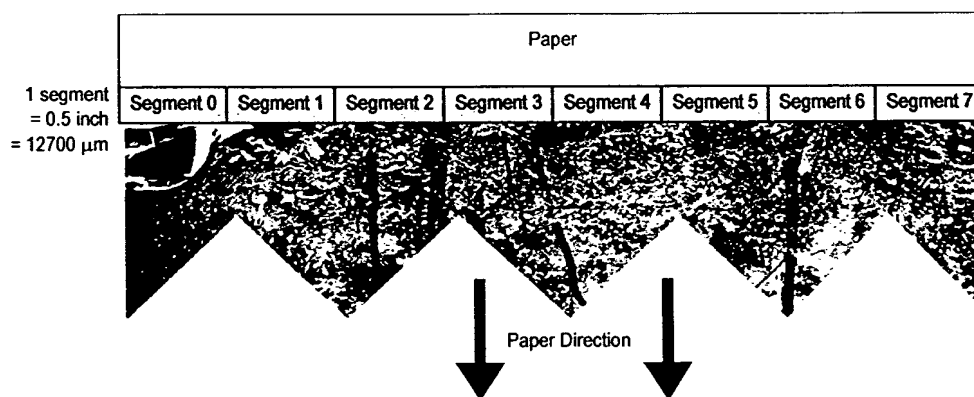 Paper
1 segment
= 0.5 inch
= 12700 µm
Segment 0 Segment 1 Segment 2 Segment 3 Segment 4 Segment 5 Segment 6 Segment 7
Paper Direction